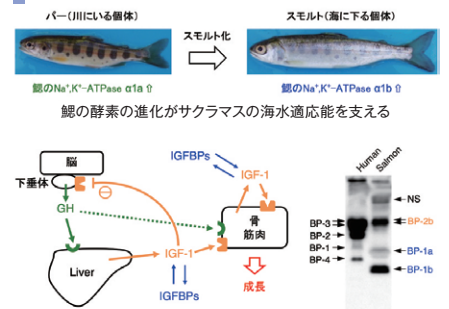 パー(川にいる個体)
スモルト化
スモルト(海に下る個体)
鰓のNa⁺,K⁺-ATPase α1a⇧
鰓のNa⁺,K⁺-ATPase α1b⇧
鰓の酵素の進化がサクラマスの海水適応能を支える
脳
下垂体
GH
Liver
IGF-1
IGFBPs
IGFBPs
IGF-1
骨
筋肉
成長
Human
Salmon
NS
BP-3
BP-2
BP-1
BP-4
BP-2b
BP-1a
BP-1b